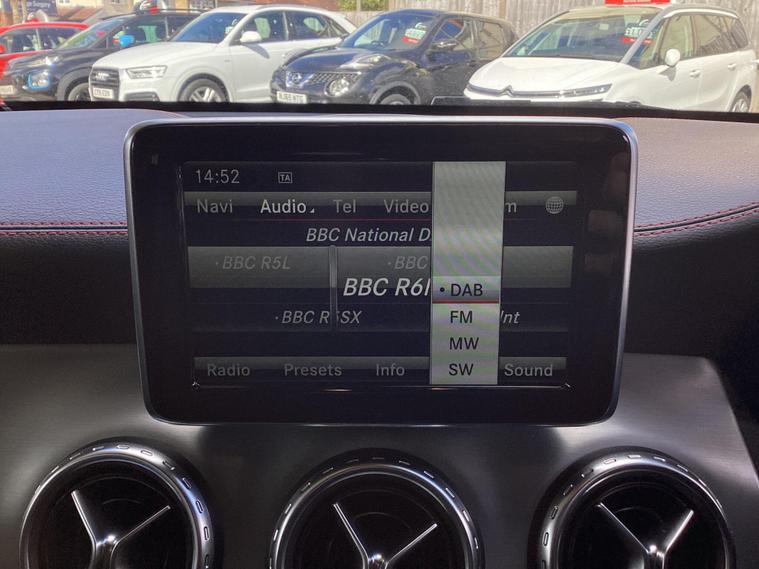 14:52 TA
Navi Audio Tel Video m
BBC National D
BBC R5L BBC
BBC R6
• DAB
BBC R5SX nt
FM
MW
SW
Radio Presets Info Sound